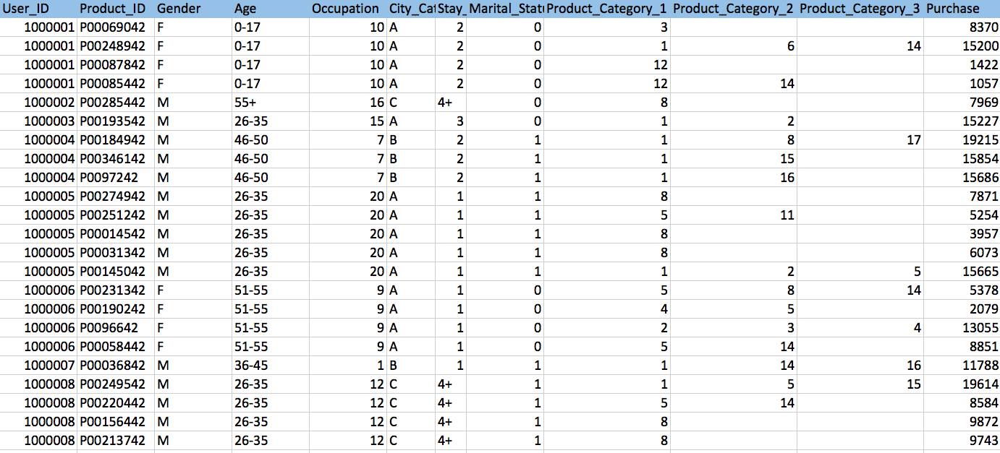 User_ID Product_ID Gender Age Occupation City_Cat Stay_ Marital_Statu Product_Category_1 Product_Category_2 Product_Category_3 Purchase
1000001 P00069042 F 0-17 10 A 2 0 3 8370
1000001 P00248942 F 0-17 10 A 2 0 1 6 14 15200
1000001 P00087842 F 0-17 10 A 2 0 12 1422
1000001 P00085442 F 0-17 10 A 2 0 12 14 1057
1000002 P00285442 M 55+ 16 C 4+ 0 8 7969
1000003 P00193542 M 26-35 15 A 3 0 1 2 15227
1000004 P00184942 M 46-50 7 B 2 1 1 8 17 19215
1000004 P00346142 M 46-50 7 B 2 1 1 15 15854
1000004 P0097242 M 46-50 7 B 2 1 1 16 15686
1000005 P00274942 M 26-35 20 A 1 1 8 7871
1000005 P00251242 M 26-35 20 A 1 1 5 11 5254
1000005 P00014542 M 26-35 20 A 1 1 8 3957
1000005 P00031342 M 26-35 20 A 1 1 8 6073
1000005 P00145042 M 26-35 20 A 1 1 1 2 5 15665
1000006 P00231342 F 51-55 9 A 1 0 5 8 14 5378
1000006 P00190242 F 51-55 9 A 1 0 4 5 2079
1000006 P0096642 F 51-55 9 A 1 0 2 3 4 13055
1000006 P00058442 F 51-55 9 A 1 0 5 14 8851
1000007 P00036842 M 36-45 1 B 1 1 1 14 16 11788
1000008 P00249542 M 26-35 12 C 4+ 1 1 5 15 19614
1000008 P00220442 M 26-35 12 C 4+ 1 5 14 8584
1000008 P00156442 M 26-35 12 C 4+ 1 8 9872
1000008 P00213742 M 26-35 12 C 4+ 1 8 9743